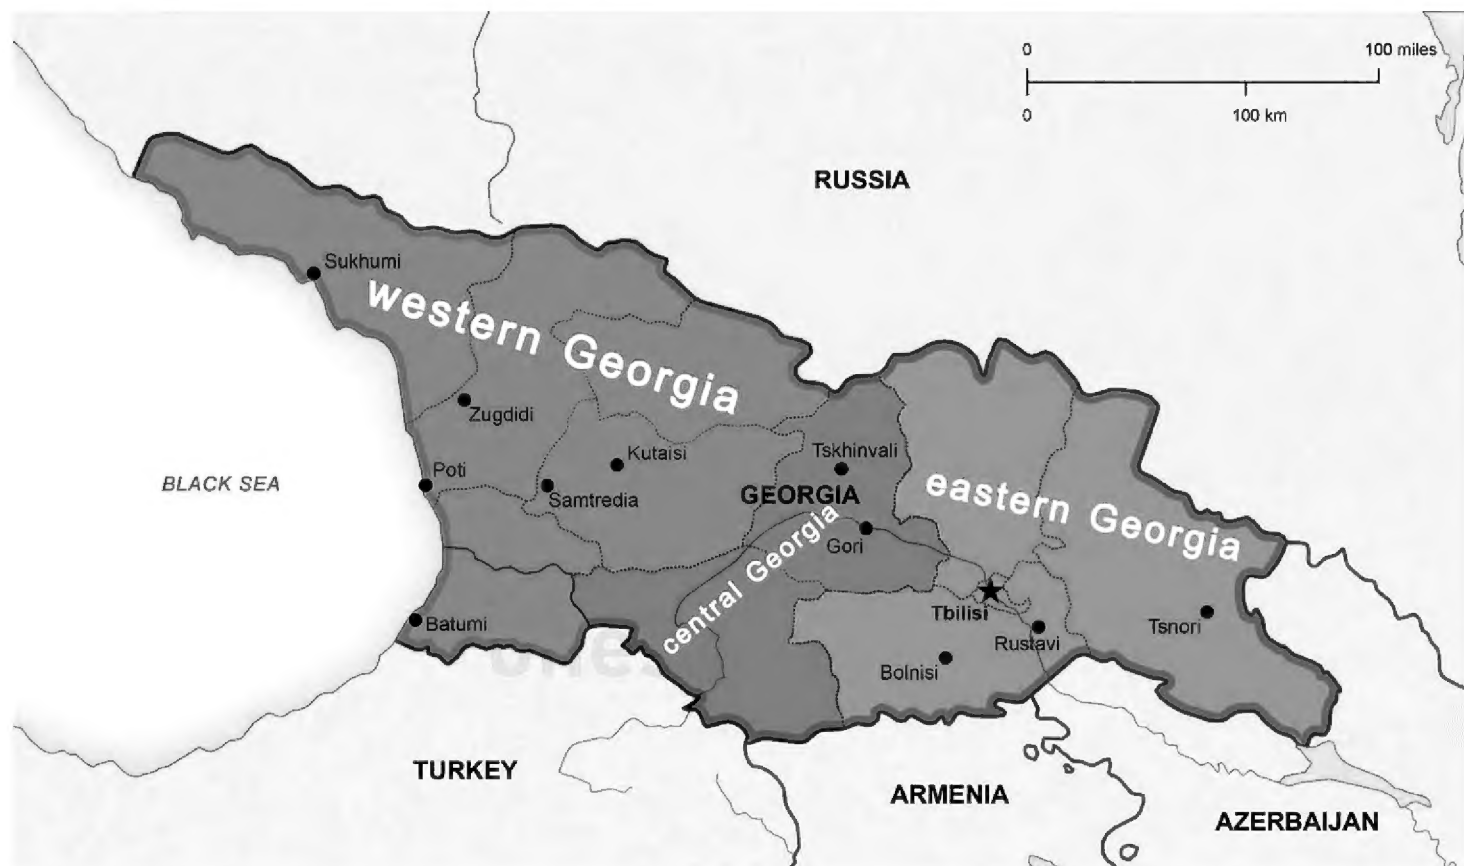 0 100 miles
0 100 km
RUSSIA
Sukhumi
western Georgia
Zugdidi
Kutaisi
Tskhinvali
Poti
BLACK SEA
Samtredia
GEORGIA
eastern Georgia
Gori
central Georgia
Tbilisi
Batumi
Rustavi
Tsnori
Bolnisi
TURKEY
ARMENIA
AZERBAIJAN